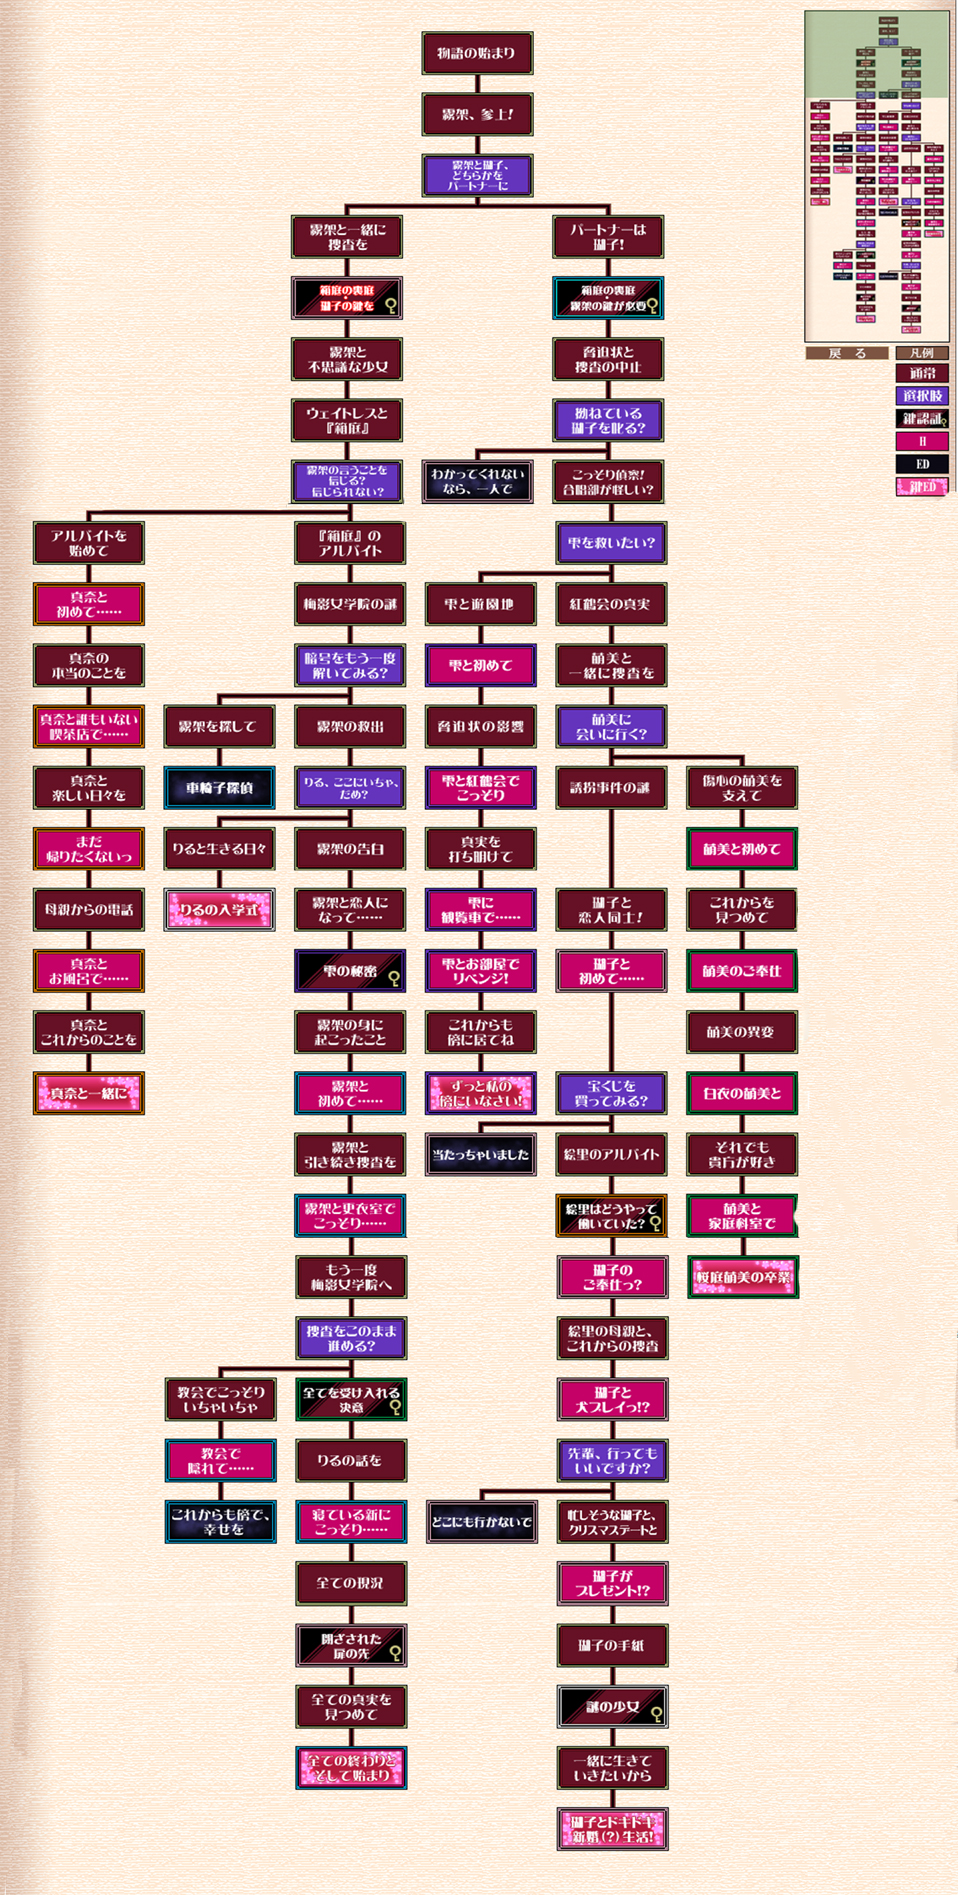 物語の始まり
霧架、参上!
霧架と瑚子、
どちらかを
パートナーに
霧架と一緒に
捜査を
パートナーは
瑚子!
箱庭の裏庭
・
瑚子の鍵を
箱庭の裏庭
・
霧架の鍵が必要
霧架と
不思議な少女
脅迫状と
捜査の中止
ウェイトレスと
『箱庭』
拗ねている
瑚子を叱る?
霧架の言うことを
信じる?
信じられない?
わかってくれない
なら、一人で
こっそり偵察!
合唱部が怪しい?
アルバイトを
始めて
『箱庭』の
アルバイト
雫を救いたい?
真奈と
初めて……
梅影女学院の謎
雫と遊園地
紅鶴会の真実
真奈の
本当のことを
暗号をもう一度
解いてみる?
雫と初めて
萌美と
一緒に捜査を
真奈と誰もいない
喫茶店で……
霧架を探して
霧架の救出
脅迫状の影響
萌美に
会いに行く?
真奈と
楽しい日々を
車輪子探偵
りる、ここにいちゃ、
だめ?
雫と紅鶴会で
こっそり
誘拐事件の謎
傷心の萌美を
支えて
まだ
帰りたくないっ
りると生きる日々
霧架の告白
真実を
打ち明けて
萌美と初めて
母親からの電話
りるの入学式
霧架と恋人に
なって……
雫に
観覧車で……
瑚子と
恋人同士!
これからを
見つめて
真奈と
お風呂で……
雫の秘密
雫とお部屋で
リベンジ!
瑚子と
初めて……
萌美のご奉仕
真奈と
これからのことを
霧架の身に
起こったこと
これからも
傍に居てね
萌美の異変
真奈と一緒に
霧架と
初めて……
ずっと私の
傍にいなさい!
宝くじを
買ってみる?
白衣の萌美と
霧架と
引き続き捜査を
当たっちゃいました
絵里のアルバイト
それでも
貴方が好き
霧架と更衣室で
こっそり……
絵里はどうやって
働いていた?
萌美と
家庭科室で
もう一度
梅影女学院へ
瑚子の
ご奉仕っ?
桜庭萌美の卒業
捜査をこのまま
進める?
絵里の母親と、
これからの捜査
教会でこっそり
いちゃいちゃ
全てを受け入れる
決意
瑚子と
犬プレイっ!?
教会で
隠れて……
りるの話を
先輩、行っても
いいですか?
これからも傍で、
幸せを
寝ている新に
こっそり……
どこにも行かないで
忙しそうな瑚子と、
クリスマスデートと
全ての現況
瑚子が
プレゼント!?
閉ざされた
扉の先
瑚子の手紙
全ての真実を
見つめて
謎の少女
全ての終わりと
そして始まり
一緒に生きて
いきたいから
瑚子とドキドキ
新婚(?)生活!
戻 る
凡例
通常
選択肢
鍵認証
H
ED
鍵ED